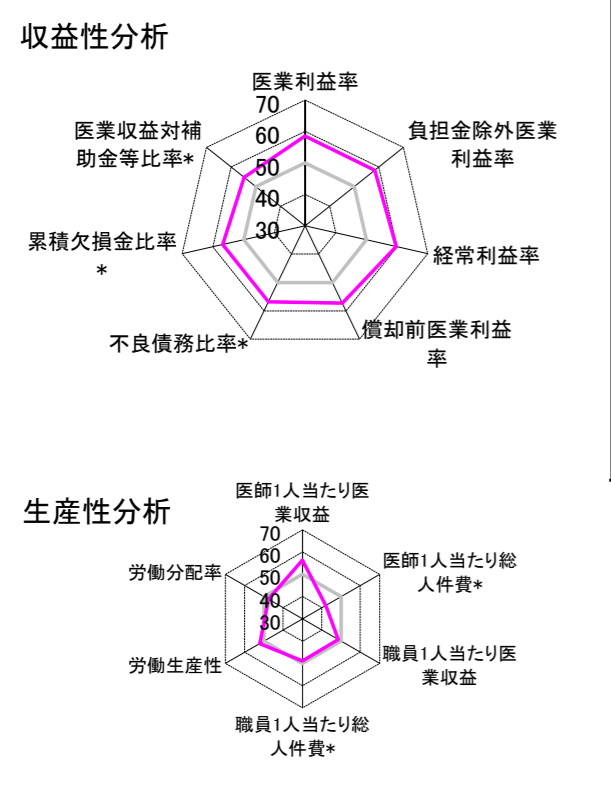 収益性分析
医業利益率
70
60
50
40
30
負担金除外医業
利益率
経常利益率
償却前医業利益
率
不良債務比率*
累積欠損金比率
*
医業収益対補
助金等比率*
生産性分析
医師1人当たり医
業収益
70
60
50
40
30
医師1人当たり総
人件費*
職員1人当たり医
業収益
職員1人当たり総
人件費*
労働生産性
労働分配率